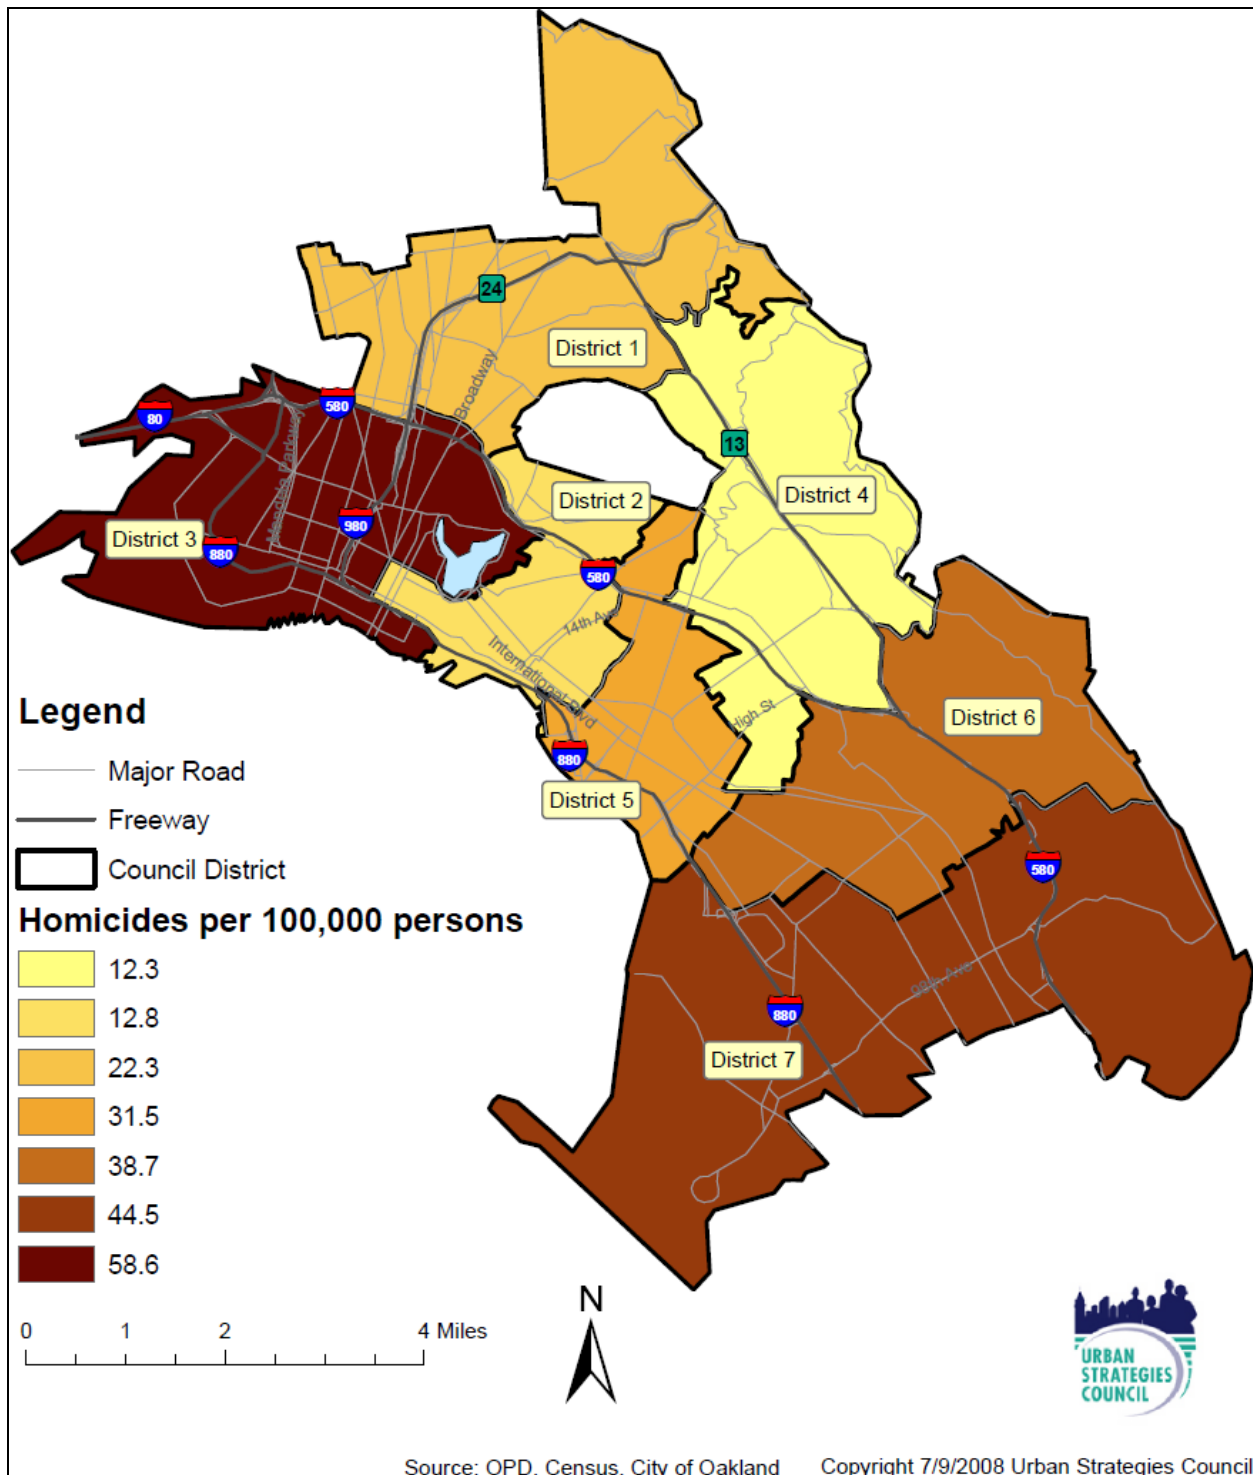 24
District 1
Broadway
580
80
13
Mandela Parkway
District 4
District 2
980
District 3
880
580
14th Ave
International Blvd
High St
District 6
880
District 5
580
98th Ave
880
District 7
Legend
Major Road
Freeway
Council District
Homicides per 100,000 persons
12.3
12.8
22.3
31.5
38.7
44.5
58.6
N
0 1 2 4 Miles
URBAN
STRATEGIES
COUNCIL
Source: OPD, Census, City of Oakland Copyright 7/9/2008 Urban Strategies Council